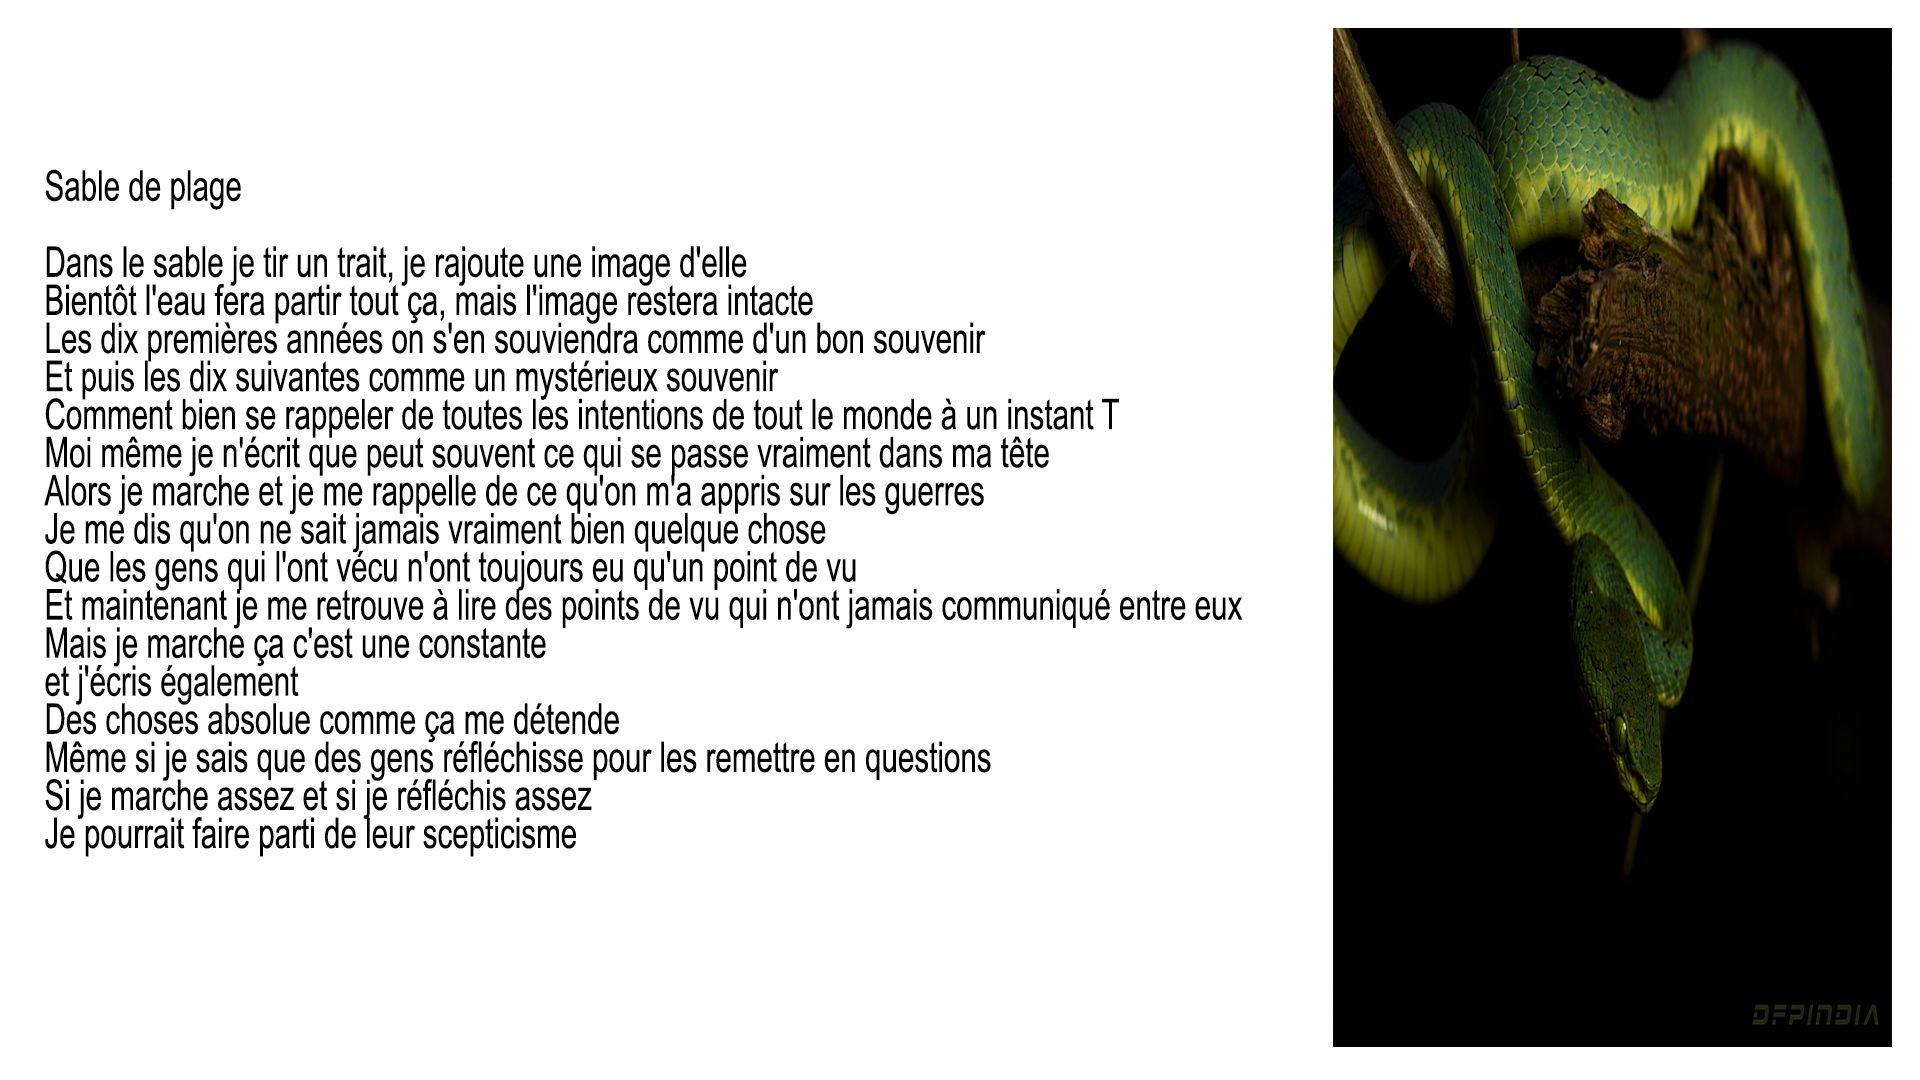 Sable de plage
Dans le sable je tir un trait, je rajoute une image d'elle
Bientôt l'eau fera partir tout ça, mais l'image restera intacte
Les dix premières années on s'en souviendra comme d'un bon souvenir
Et puis les dix suivantes comme un mystérieux souvenir
Comment bien se rappeler de toutes les intentions de tout le monde à un instant T
Moi même je n'écrit que peut souvent ce qui se passe vraiment dans ma tête
Alors je marche et je me rappelle de ce qu'on m'a appris sur les guerres
Je me dis qu'on ne sait jamais vraiment bien quelque chose
Que les gens qui l'ont vécu n'ont toujours eu qu'un point de vu
Et maintenant je me retrouve à lire des points de vu qui n'ont jamais communiqué entre eux
Mais je marche ça c'est une constante
et j'écris également
Des choses absolue comme ça me détende
Même si je sais que des gens réfléchisse pour les remettre en questions
Si je marche assez et si je réfléchis assez
Je pourrait faire parti de leur scepticisme
DFPINDIA